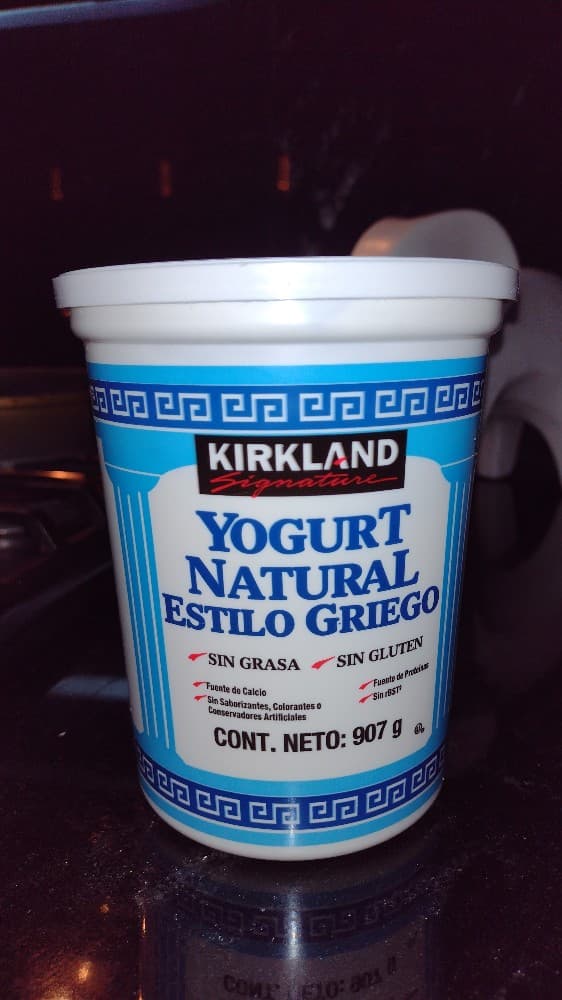 KIRKLAND
Signature
YOGURT
NATURAL
ESTILO GRIEGO
SIN GRASA SIN GLUTEN
Fuente de Calcio
Sin Saborizantes, Colorantes o
Conservadores Artificiales
Fuente de Proteínas
Sin rBST‡
CONT. NETO: 907 g